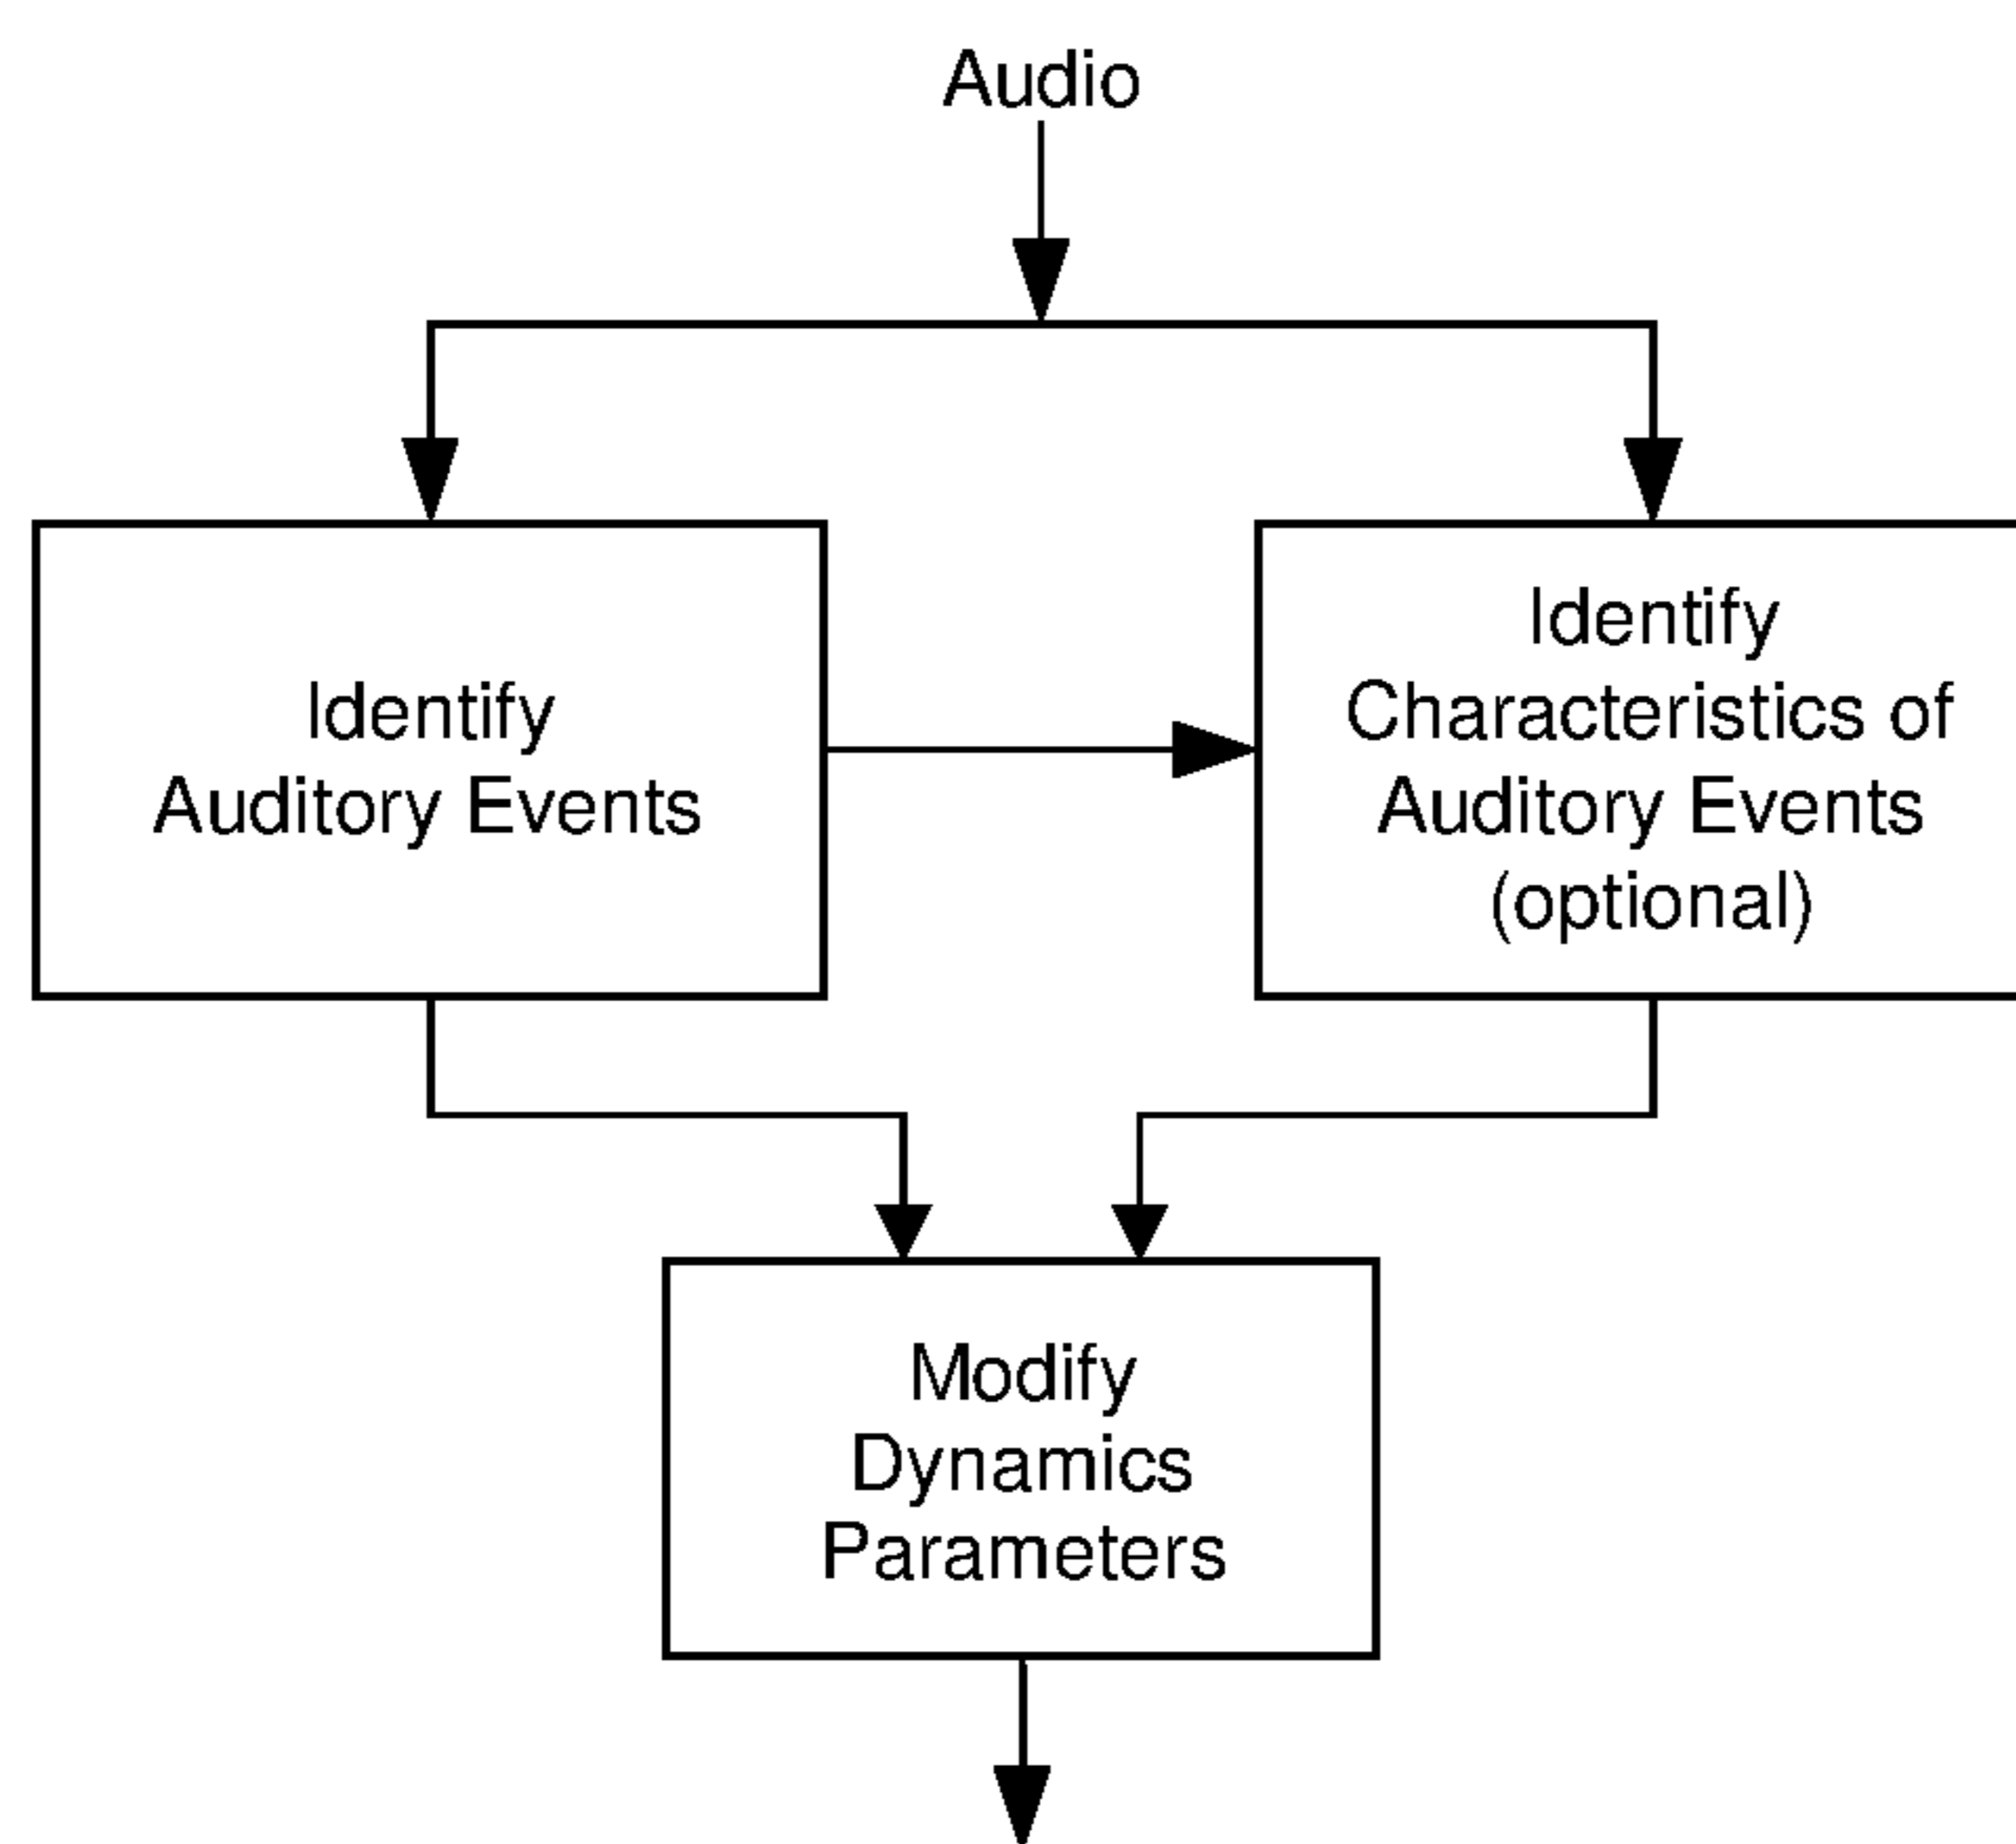 Audio
Identify
Auditory Events
Identify
Characteristics of
Auditory Events
(optional)
Modify
Dynamics
Parameters